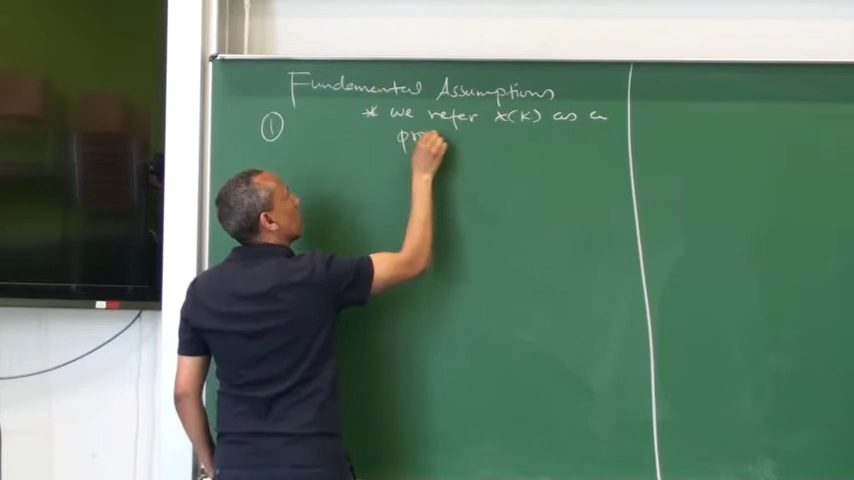 Fundamental Assumptions
①
* we refer x(k) as a
pr